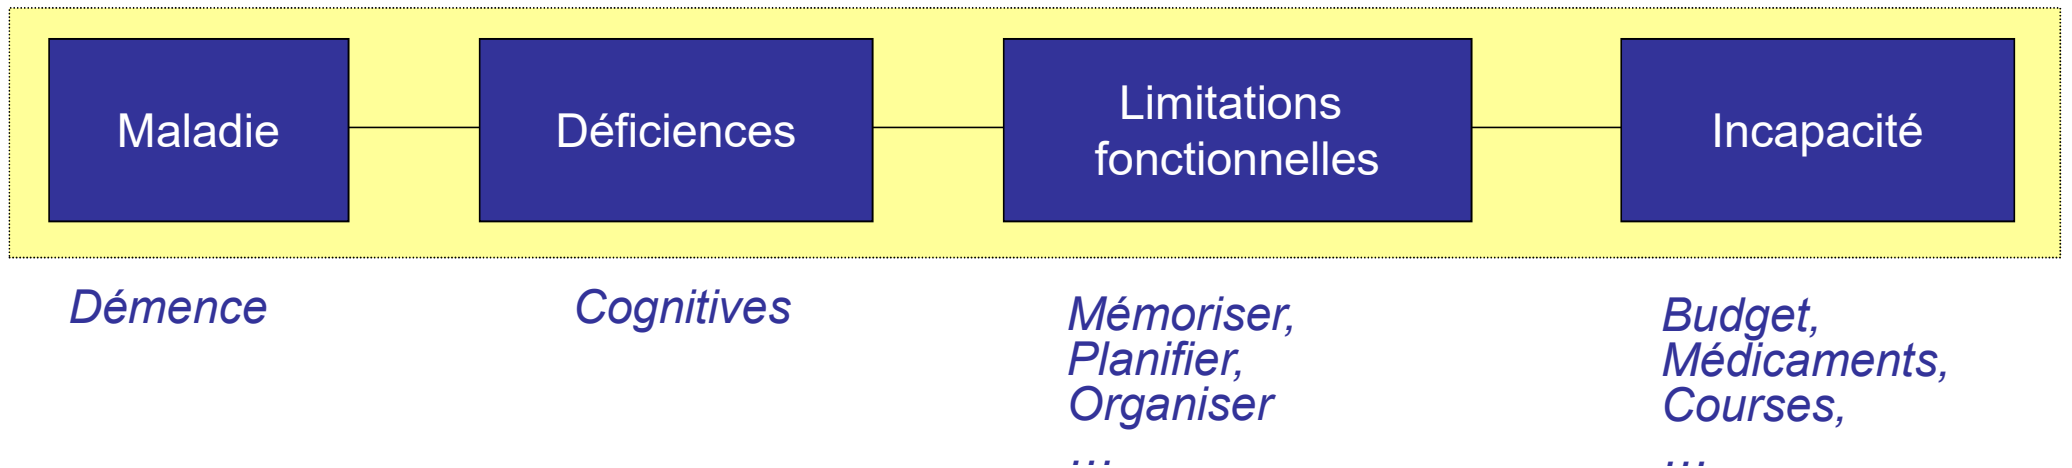 Maladie
Déficiences
Limitations
fonctionnelles
Incapacité
Démence
Cognitives
Mémoriser,
Planifier,
Organiser
...
Budget,
Médicaments,
Courses,
...